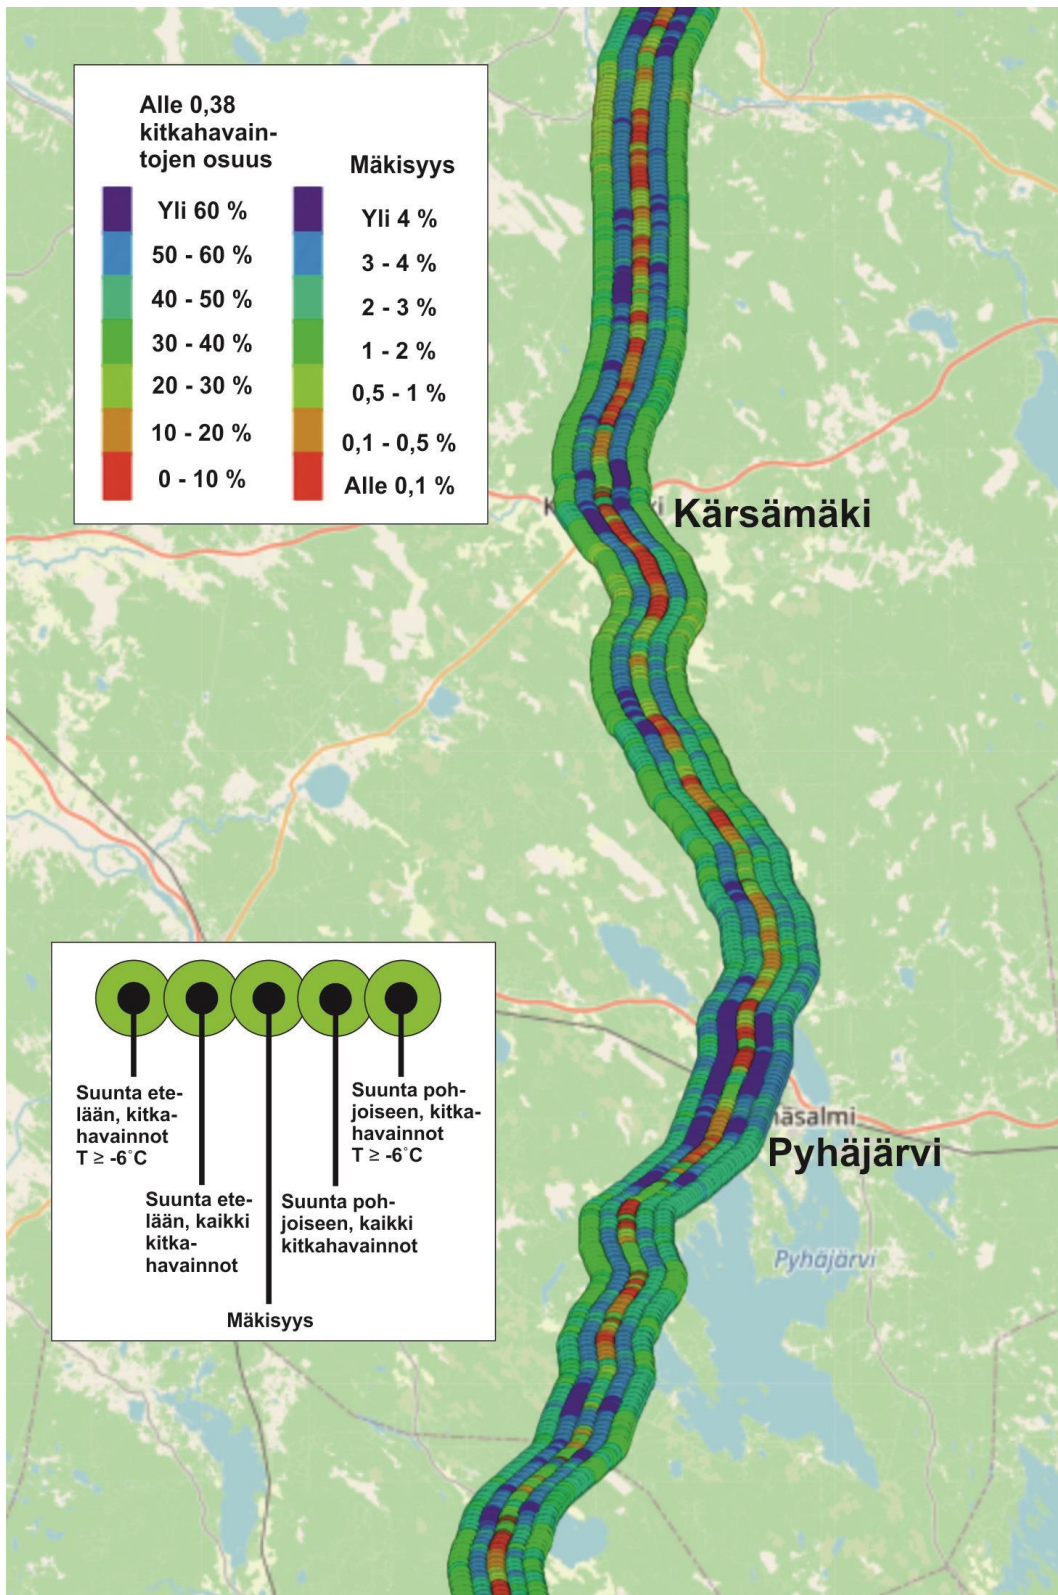 Alle 0,38
kitkahavain-
tojen osuus
Mäkisyys
Yli 60 %
Yli 4 %
50 - 60 %
3 - 4 %
40 - 50 %
2 - 3 %
30 - 40 %
1 - 2 %
20 - 30 %
0,5 - 1 %
10 - 20 %
0,1 - 0,5 %
0 - 10 %
Alle 0,1 %
Kärsämäki
Suunta ete-
lään, kitka-
havainnot
T ≥ -6°C
Suunta poh-
joiseen, kitka-
havainnot
T ≥ -6°C
Suunta ete-
lään, kaikki
kitka-
havainnot
Suunta poh-
joiseen, kaikki
kitkahavainnot
Mäkisyys
Pyhäjärvi
Pyhäjärvi